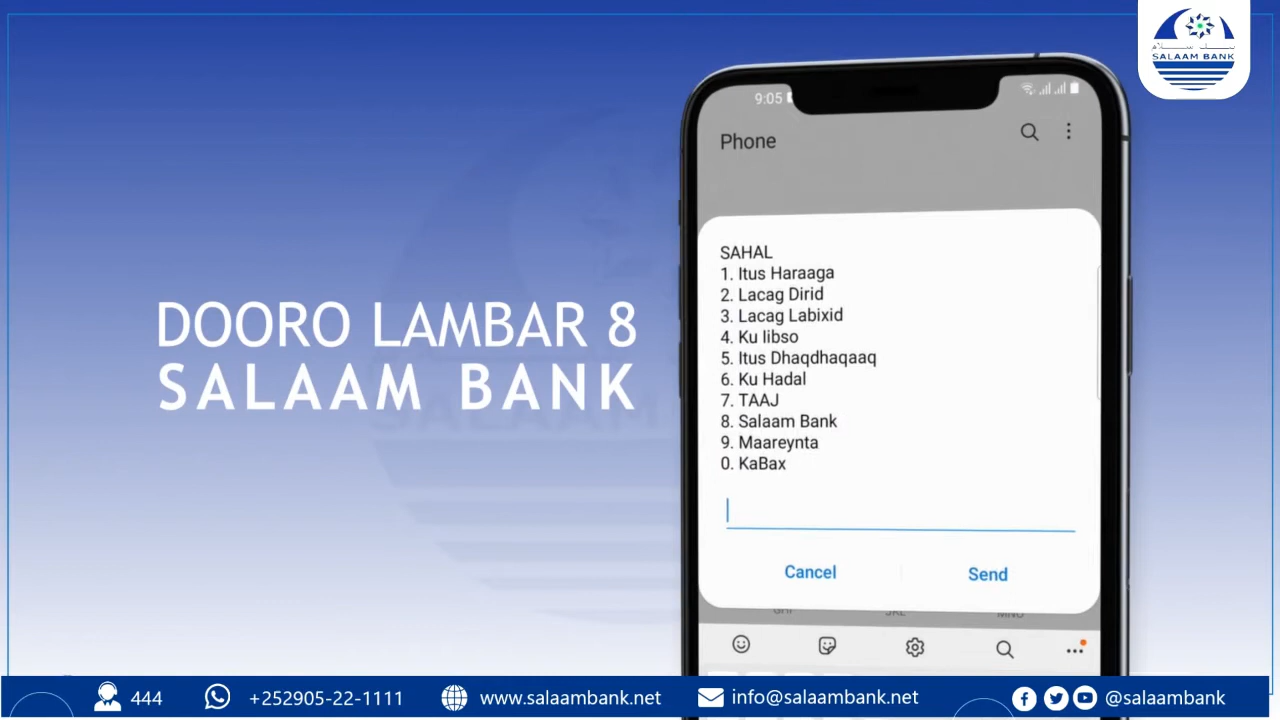 بنك سلام
SALAAM BANK
9:05
Phone
DOORO LAMBAR 8
SALAAM BANK
SAHAL
1. Itus Haraaga
2. Lacag Dirid
3. Lacag Labixid
4. Ku libso
5. Itus Dhaqdhaqaaq
6. Ku Hadal
7. TAAJ
8. Salaam Bank
9. Maareynta
0. KaBax
Cancel
Send
444
+252905-22-1111
www.salaambank.net
info@salaambank.net
@salaambank